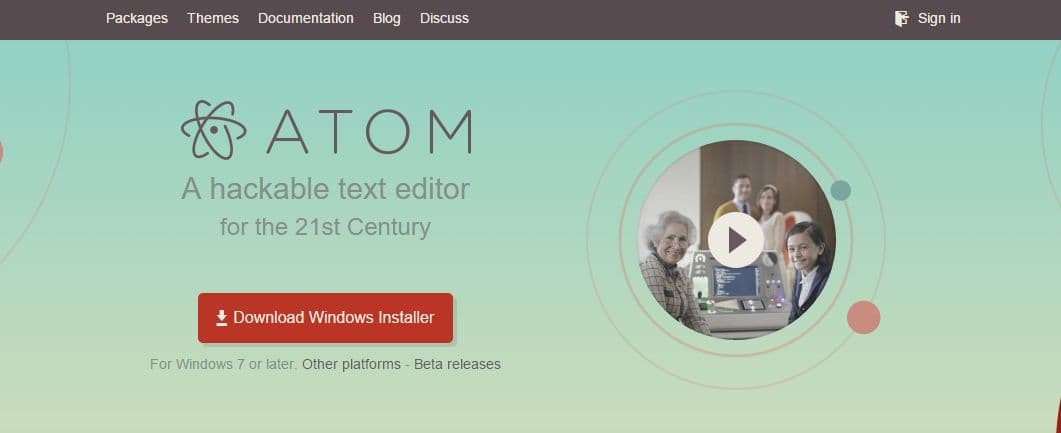 Packages Themes Documentation Blog Discuss Sign in
ATOM
A hackable text editor
for the 21st Century
Download Windows Installer
For Windows 7 or later. Other platforms - Beta releases